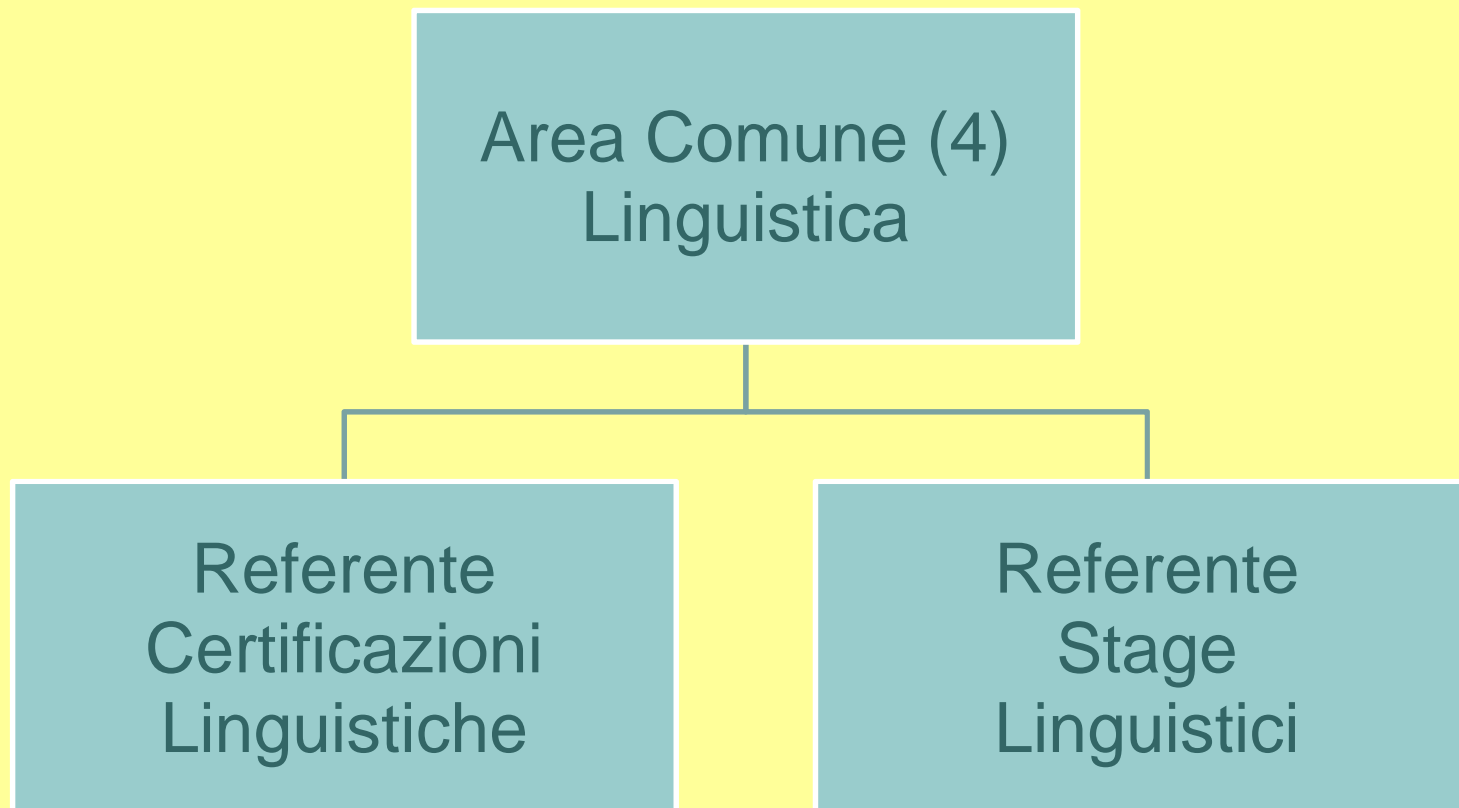 Area Comune (4)
Linguistica
Referente
Certificazioni
Linguistiche
Referente
Stage
Linguistici